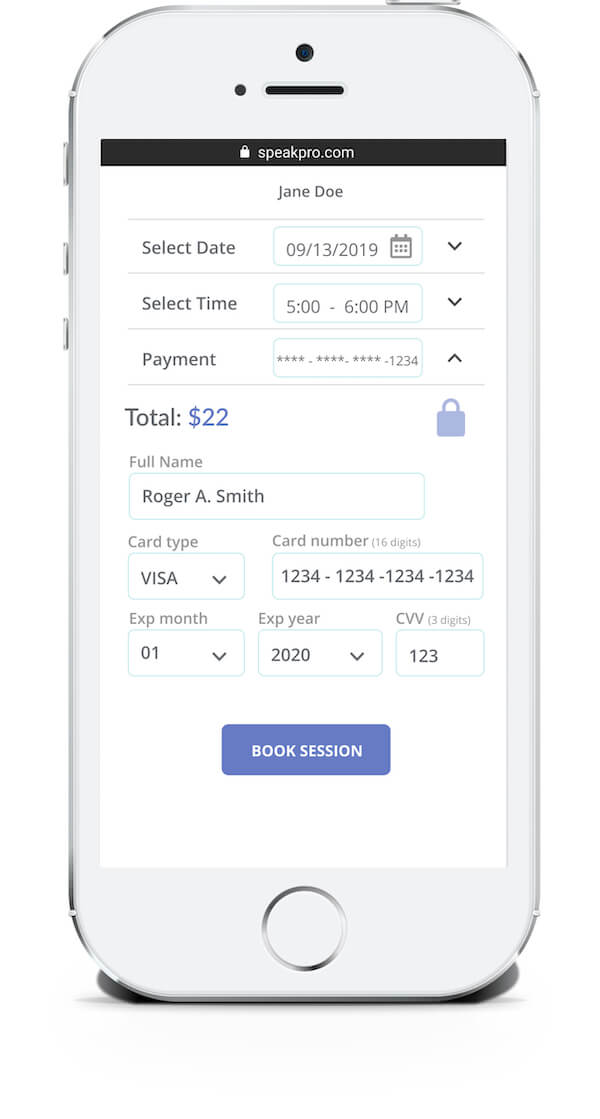 speakpro.com
Jane Doe
Select Date 09/13/2019
Select Time 5:00 - 6:00 PM
Payment **** - ****- **** -1234
Total: $22
Full Name
Roger A. Smith
Card type Card number (16 digits)
VISA 1234 - 1234 -1234 -1234
Exp month Exp year CVV (3 digits)
01 2020 123
BOOK SESSION